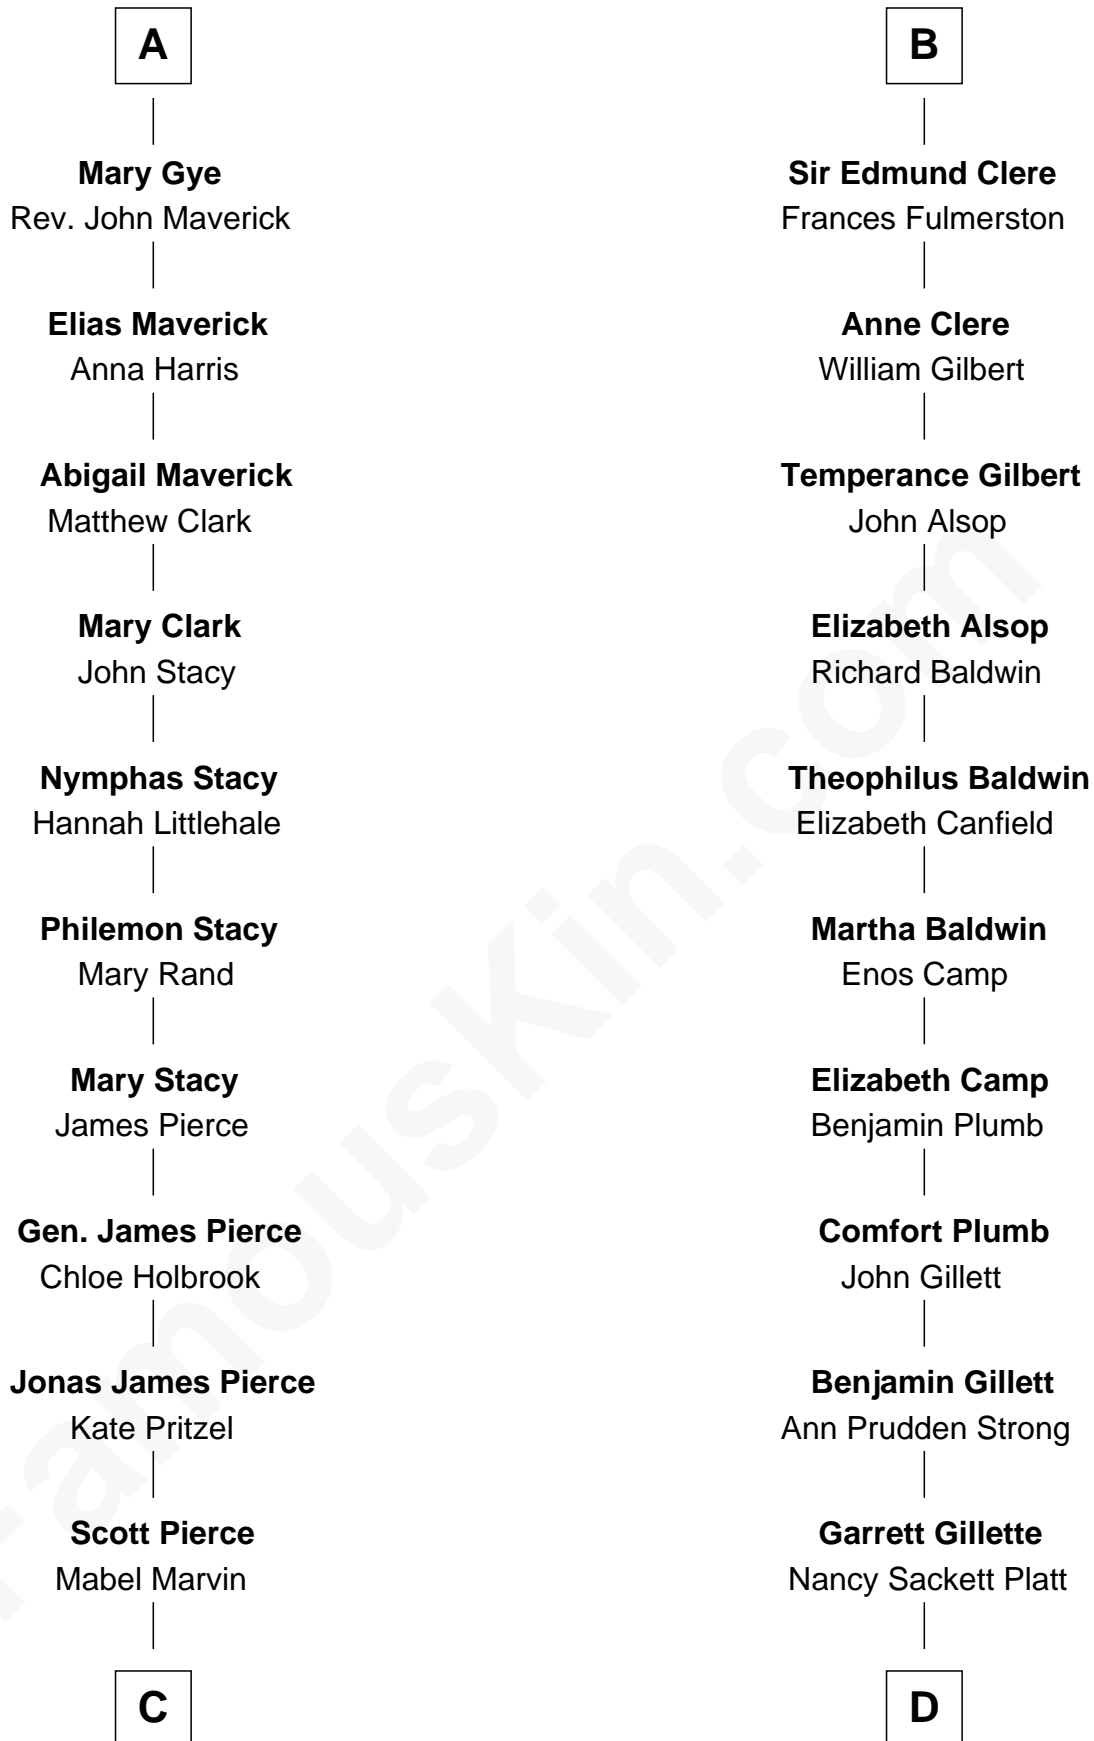 A
Mary Gye
Rev. John Maverick
Elias Maverick
Anna Harris
Abigail Maverick
Matthew Clark
Mary Clark
John Stacy
Nymphas Stacy
Hannah Littlehale
Philemon Stacy
Mary Rand
Mary Stacy
James Pierce
Gen. James Pierce
Chloe Holbrook
Jonas James Pierce
Kate Pritzel
Scott Pierce
Mabel Marvin
C
B
Sir Edmund Clere
Frances Fulmerston
Anne Clere
William Gilbert
Temperance Gilbert
John Alsop
Elizabeth Alsop
Richard Baldwin
Theophilus Baldwin
Elizabeth Canfield
Martha Baldwin
Enos Camp
Elizabeth Camp
Benjamin Plumb
Comfort Plumb
John Gillett
Benjamin Gillett
Ann Prudden Strong
Garrett Gillette
Nancy Sackett Platt
D
FamousKin.com